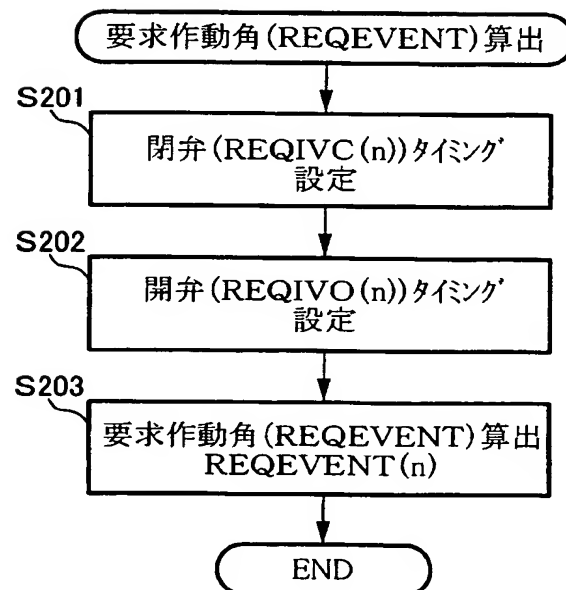 要求作動角(REQEVENT)算出
S201
閉弁(REQIVC(n))ﾀｲﾐﾝｸﾞ
設定
S202
開弁(REQIVO(n))ﾀｲﾐﾝｸﾞ
設定
S203
要求作動角(REQEVENT)算出
REQEVENT(n)
END